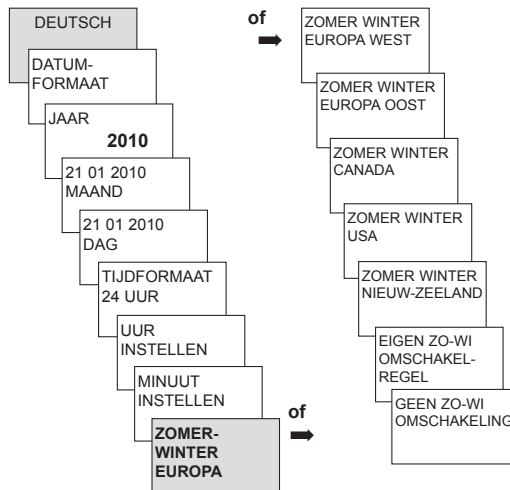 DEUTSCH
DATUM-
FORMAAT
JAAR
2010
21 01 2010
MAAND
21 01 2010
DAG
TIJDFORMAAT
24 UUR
UUR
INSTELLEN
MINUUT
INSTELLEN
ZOMER-
WINTER
EUROPA
of
of
ZOMER WINTER
EUROPA WEST
ZOMER WINTER
EUROPA OOST
ZOMER WINTER
CANADA
ZOMER WINTER
USA
ZOMER WINTER
NIEUW-ZEELAND
EIGEN ZO-WI
OMSCHAKEL-
REGEL
GEEN ZO-WI
OMSCHAKELING